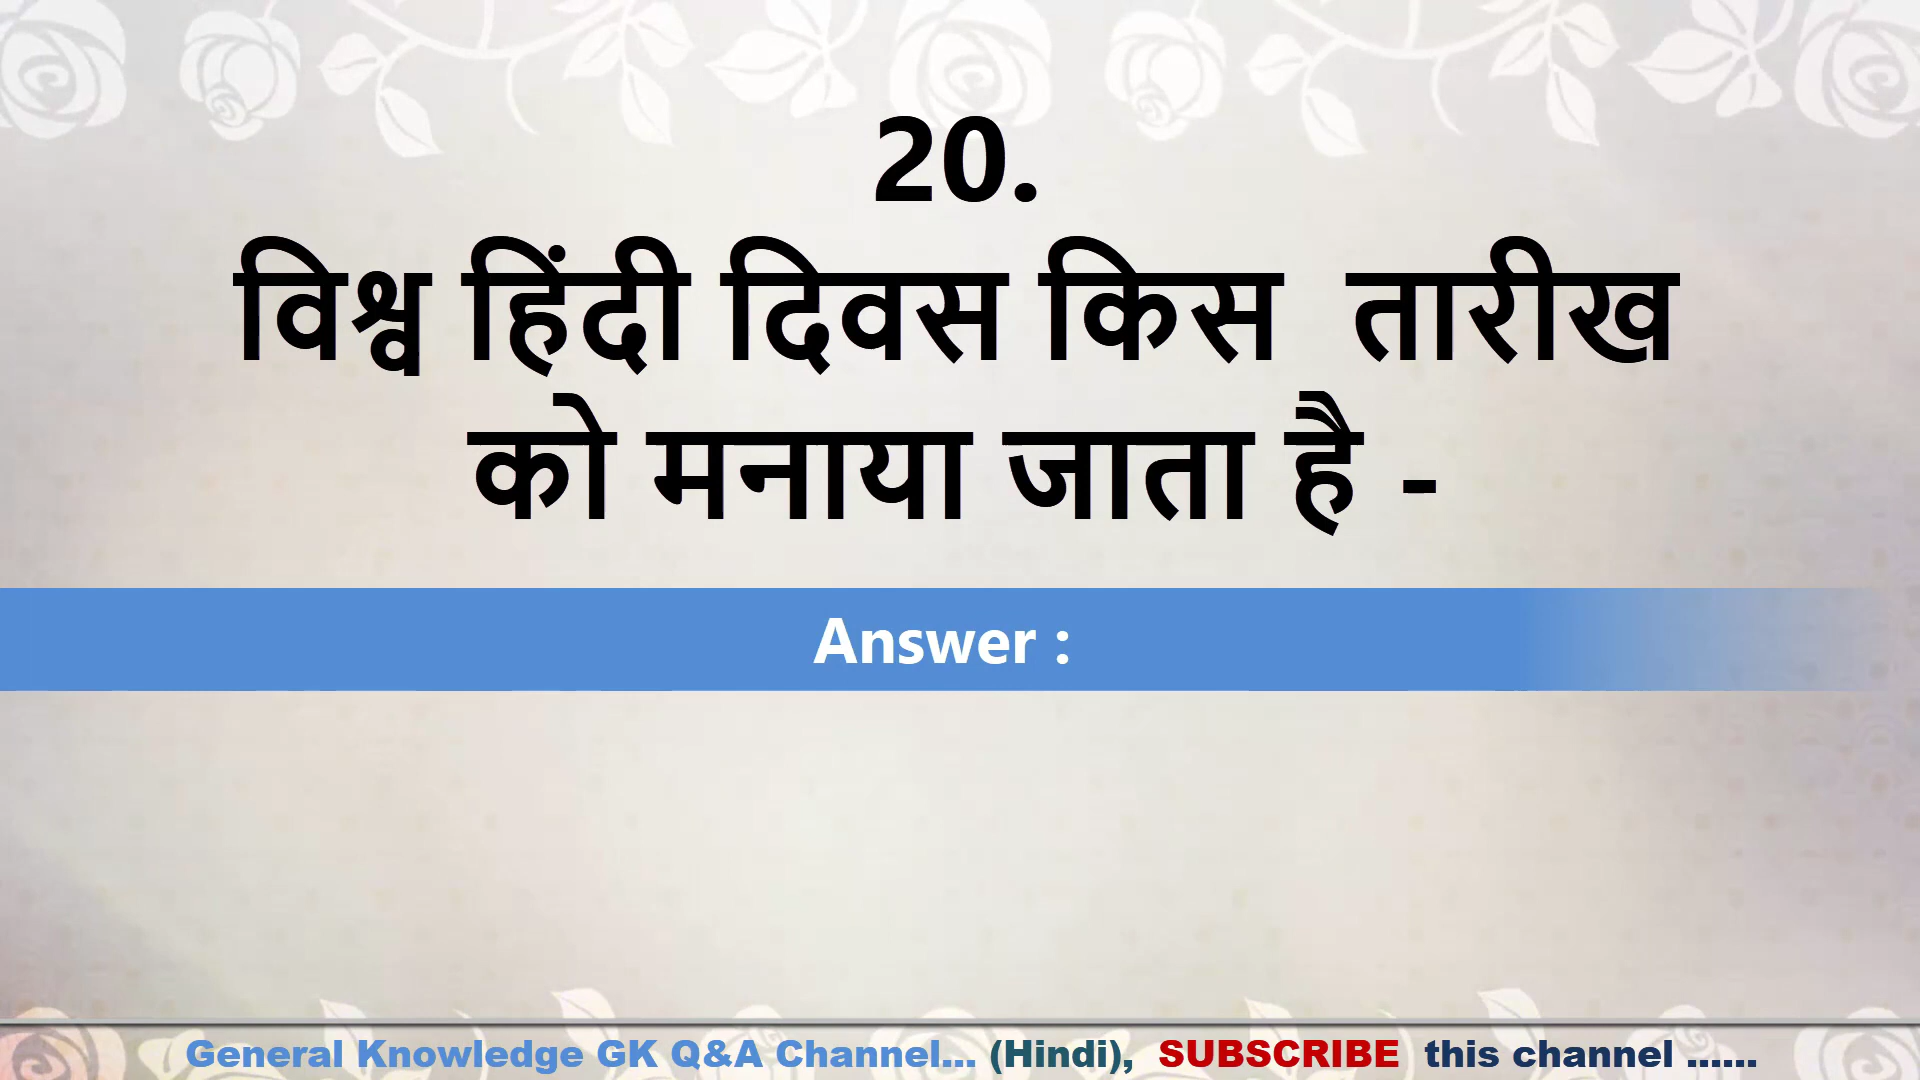 20.
विश्व हिंदी दिवस किस  तारीख
को मनाया जाता है -
Answer :
General Knowledge GK Q&A Channel... (Hindi),  SUBSCRIBE  this channel ......